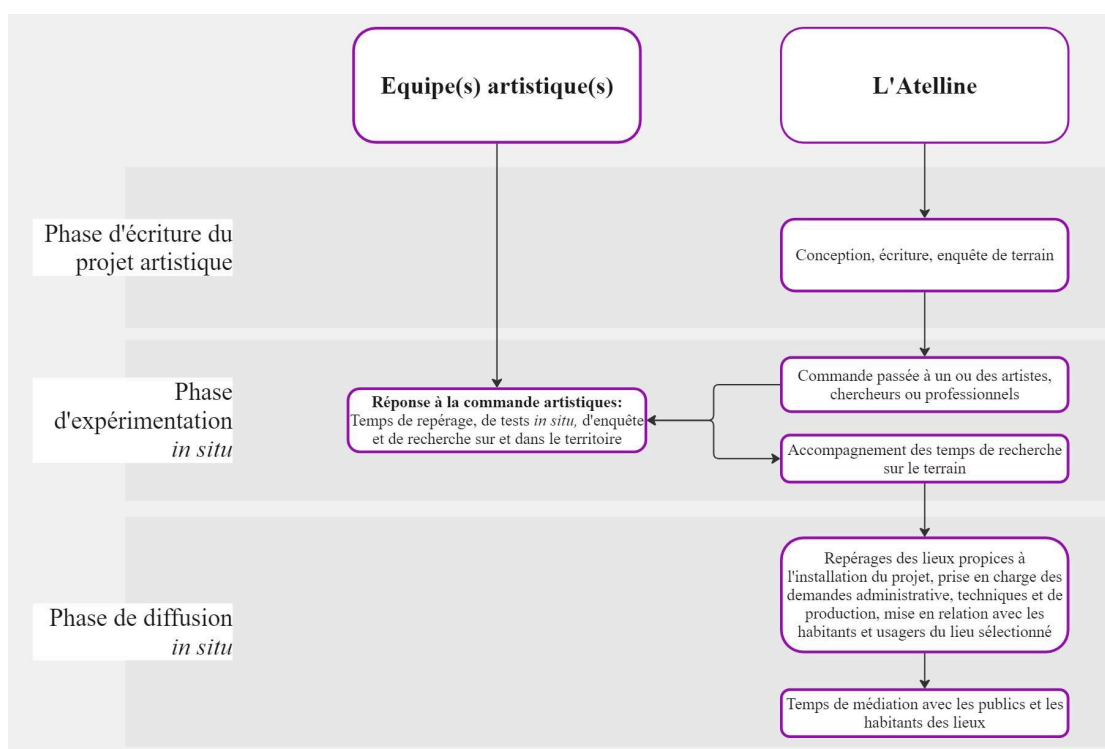 Equipe(s) artistique(s)
L'Atelline
Phase d'écriture du
projet artistique
Conception, écriture, enquête de terrain
Phase
d'expérimentation
in situ
Réponse à la commande artistiques:
Temps de repérage, de tests in situ, d'enquête
et de recherche sur et dans le territoire
Commande passée à un ou des artistes,
chercheurs ou professionnels
Accompagnement des temps de recherche
sur le terrain
Phase de diffusion
in situ
Repérages des lieux propices à
l'installation du projet, prise en charge des
demandes administrative, techniques et de
production, mise en relation avec les
habitants et usagers du lieu sélectionné
Temps de médiation avec les publics et les
habitants des lieux